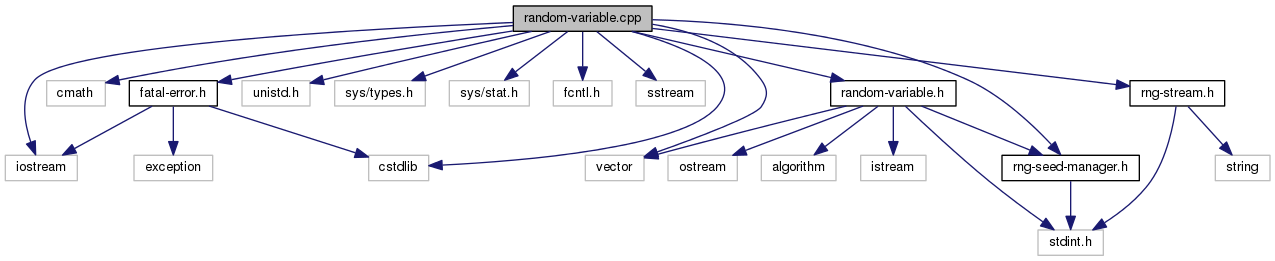 random-variable.cpp
cmath
fatal-error.h
unistd.h
sys/types.h
sys/stat.h
fcntl.h
sstream
random-variable.h
rng-stream.h
iostream
exception
cstdlib
vector
ostream
algorithm
istream
rng-seed-manager.h
string
stdint.h